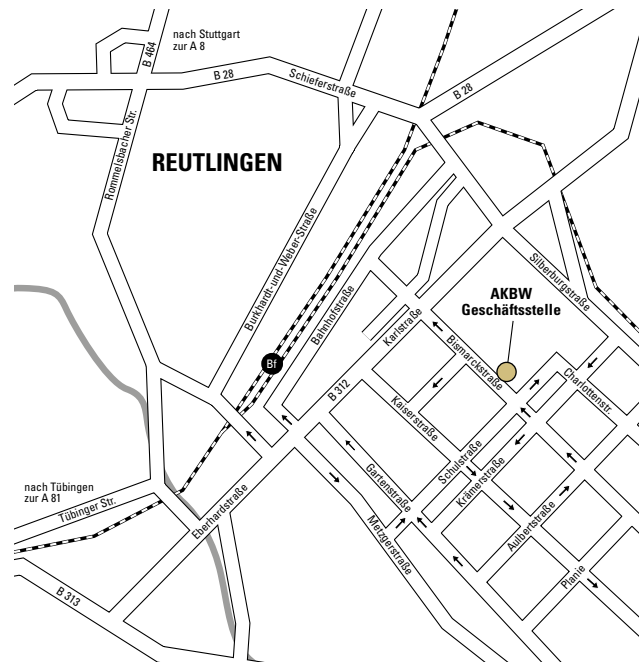 nach Stuttgart
zur A 8
B 464
B 28
Schieferstraße
B 28
Rommelsbacher Str.
REUTLINGEN
Burkhardt-und-Weber-Straße
Bahnhofstraße
Silberburgstraße
AKBW
Geschäftsstelle
Karlstraße
Bismarckstraße
Bf
B 312
Charlottenstr.
Kaiserstraße
Schulstraße
Krämerstraße
Gartenstraße
nach Tübingen
zur A 81
Tübinger Str.
Eberhardstraße
Metzgerstraße
Aulbertstraße
Planie
B 313